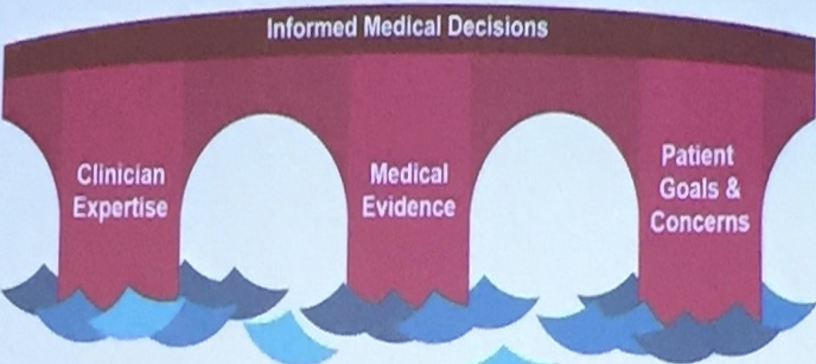 Informed Medical Decisions
Clinician
Expertise
Medical
Evidence
Patient
Goals &
Concerns